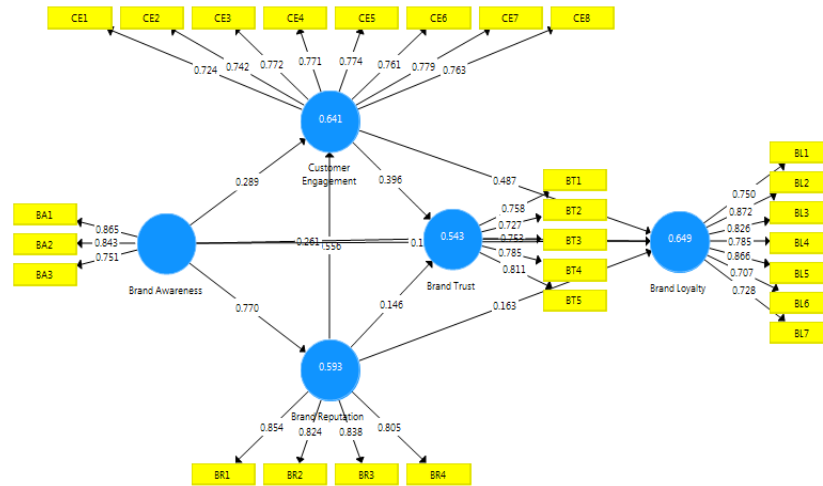 CE1 CE2 CE3 CE4 CE5 CE6 CE7 CE8
0.724 0.742 0.772 0.771 0.774 0.761 0.779 0.763
0.641
Customer
Engagement
0.289
0.396
0.487
BA1
BA2
BA3
0.865
0.843
0.751
Brand Awareness
0.261
0.556
0.1
0.770
0.146
0.163
0.543
Brand Trust
0.758
0.727
0.753
0.785
0.811
BT1
BT2
BT3
BT4
BT5
0.649
Brand Loyalty
0.750
0.872
0.826
0.785
0.866
0.707
0.728
BL1
BL2
BL3
BL4
BL5
BL6
BL7
0.593
Brand Reputation
0.854 0.824 0.838 0.805
BR1 BR2 BR3 BR4